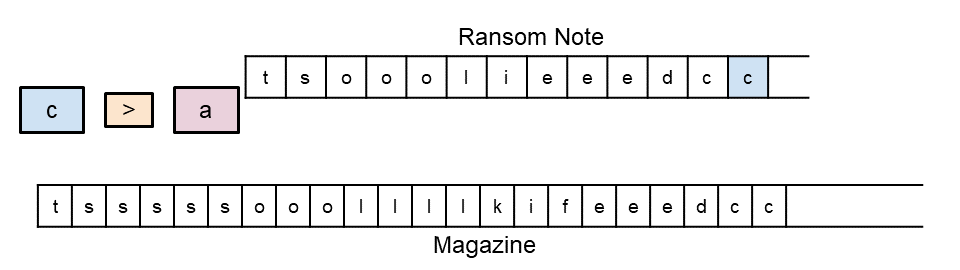 Ransom Note
t s o o o l i e e e d c c
c > a
t s s s s s o o o l l l l k i f e e e d c c
Magazine